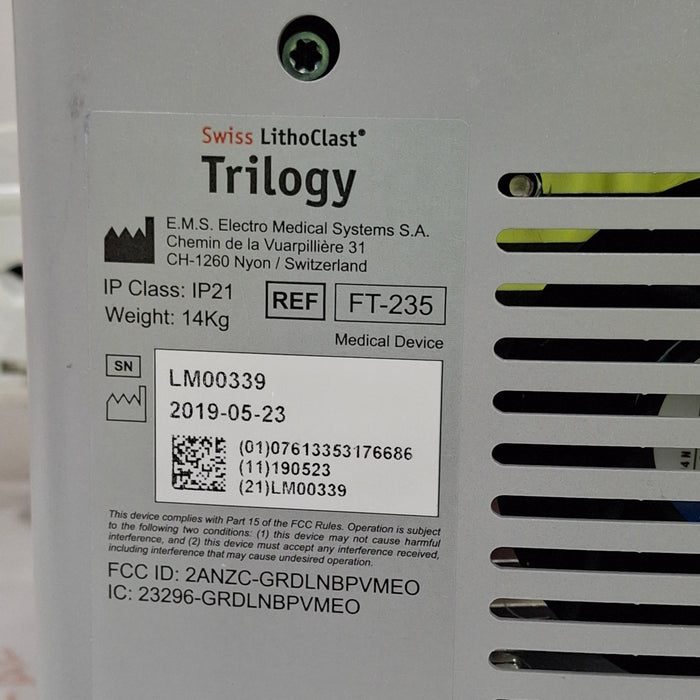 Swiss LithoClast®
Trilogy
E.M.S. Electro Medical Systems S.A.
Chemin de la Vuarpillière 31
CH-1260 Nyon / Switzerland
IP Class: IP21
Weight: 14Kg
REF FT-235
Medical Device
SN LM00339
2019-05-23
(01)07613353176686
(11)190523
(21)LM00339
This device complies with Part 15 of the FCC Rules. Operation is subject
to the following two conditions: (1) this device may not cause harmful
interference, and (2) this device must accept any interference received,
including interference that may cause undesired operation.
FCC ID: 2ANZC-GRDLNBPVMEO
IC: 23296-GRDLNBPVMEO